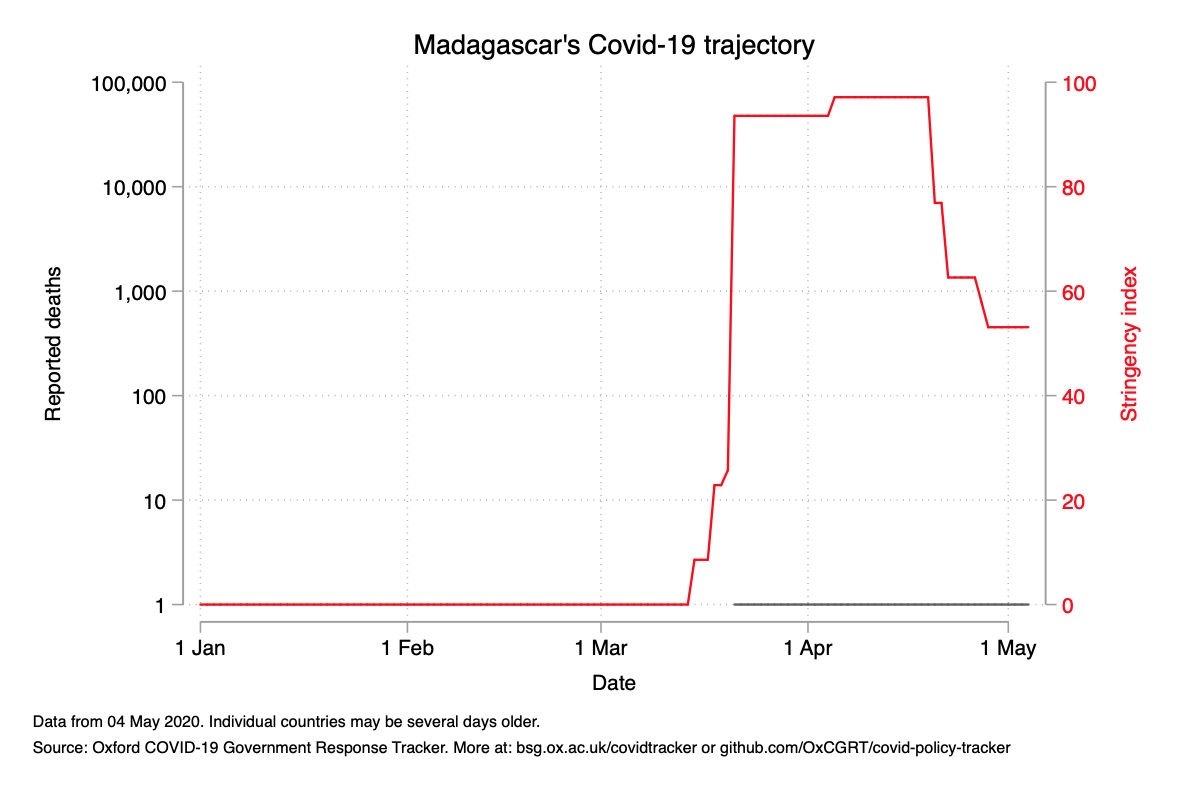 Madagascar's Covid-19 trajectory
100,000
10,000
1,000
100
10
1
Reported deaths
100
80
60
40
20
0
Stringency index
1 Jan
1 Feb
1 Mar
1 Apr
1 May
Date
Data from 04 May 2020. Individual countries may be several days older.
Source: Oxford COVID-19 Government Response Tracker. More at: bsg.ox.ac.uk/covidtracker or github.com/OxCGRT/covid-policy-tracker